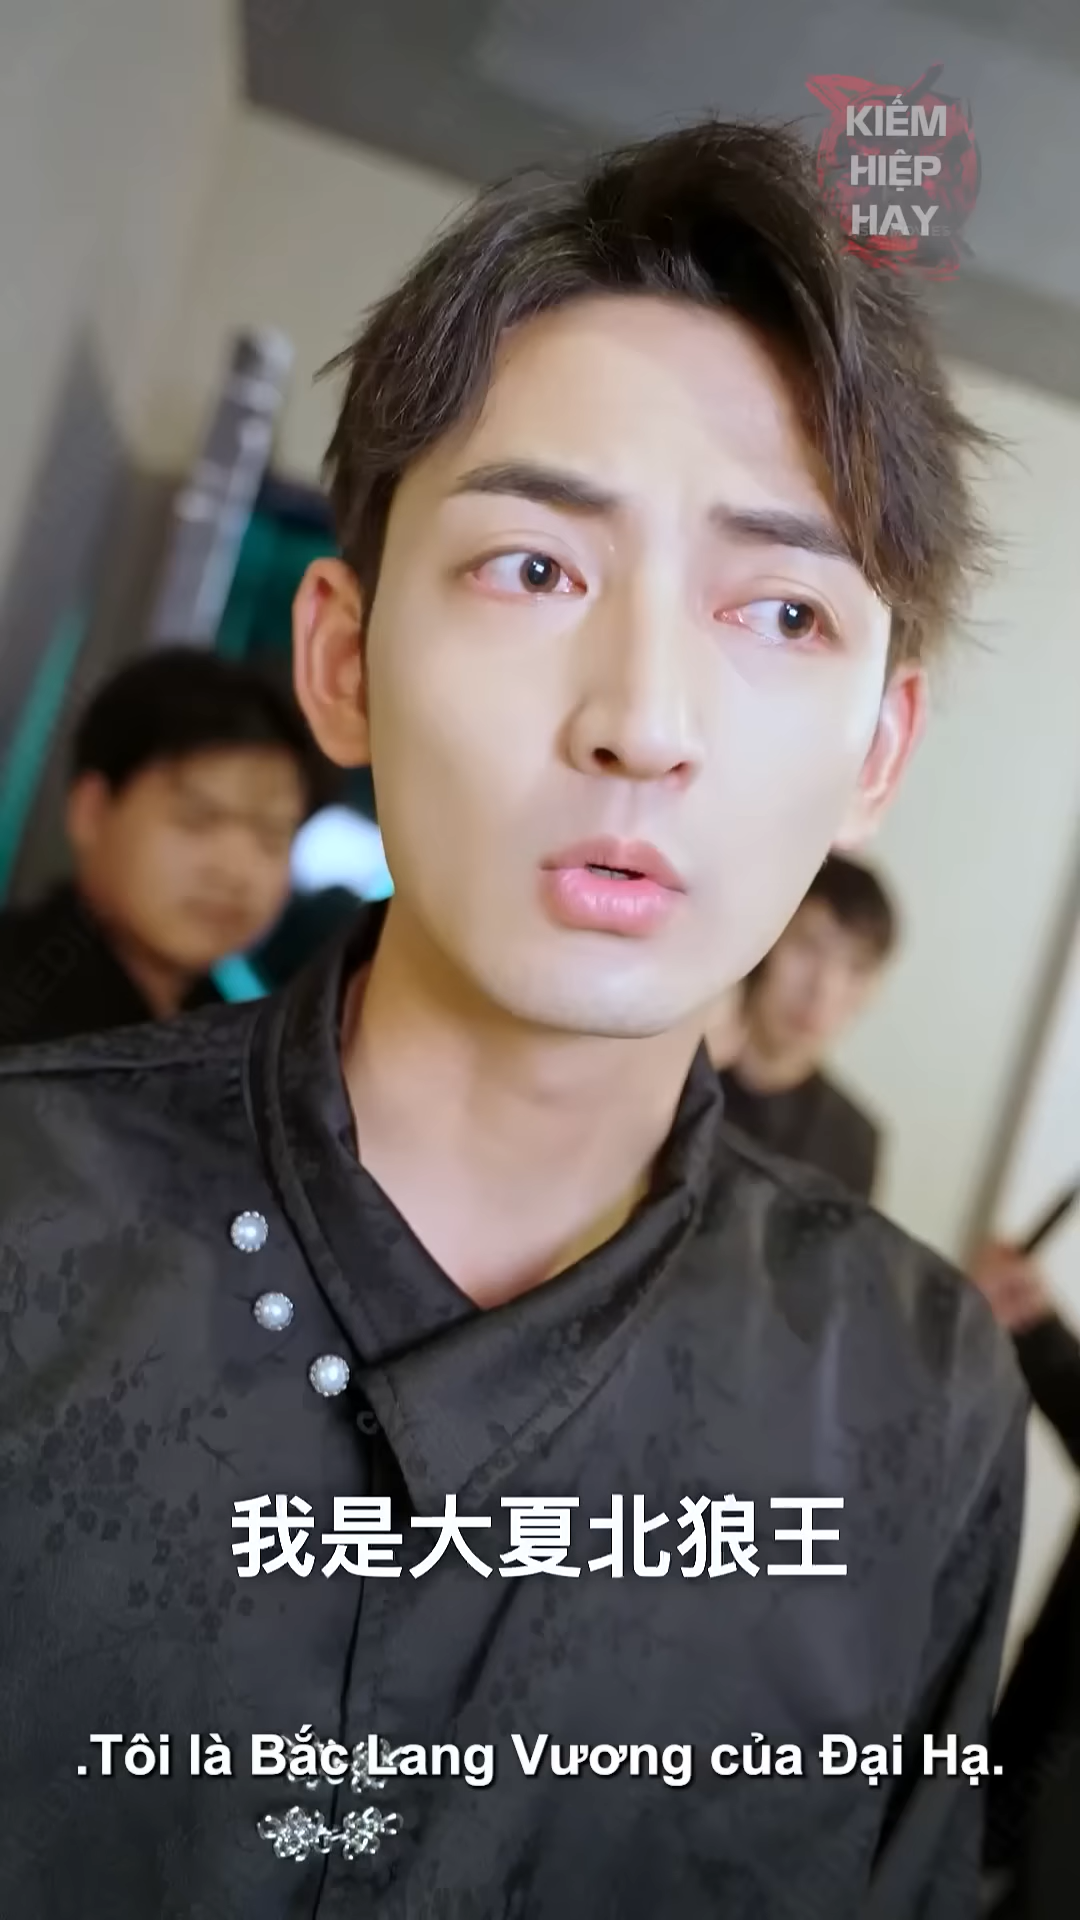 KIẾM
HIỆP
HAY
我是大夏北狼王
.Tôi là Bắc Lang Vương của Đại Hạ.